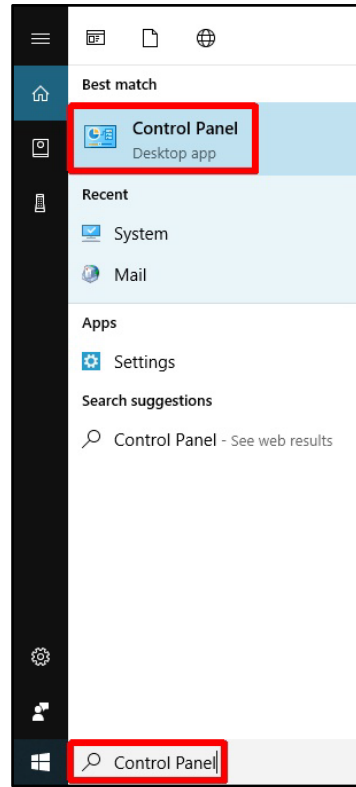 Best match
Control Panel
Desktop app
Recent
System
Mail
Apps
Settings
Search suggestions
Control Panel - See web results
Control Panel